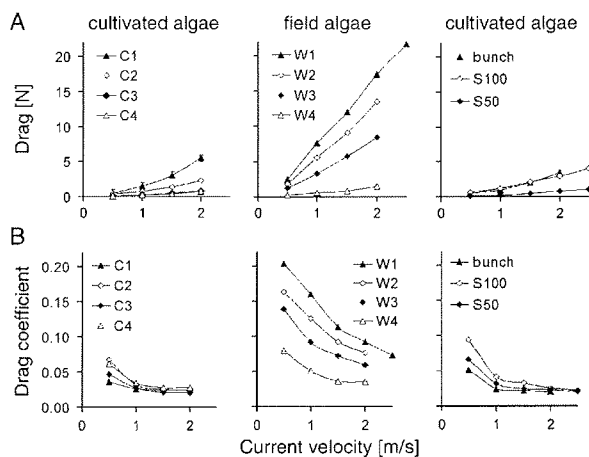 cultivated algae
field algae
cultivated algae
A
Drag [N]
20
15
10
5
0
C1
C2
C3
C4
0 1 2
W1
W2
W3
W4
0 1 2
bunch
S100
S50
0 1 2
B
Drag coefficient
0.20
0.15
0.10
0.05
0.00
C1
C2
C3
C4
0 1 2
W1
W2
W3
W4
0 1 2
bunch
S100
S50
0 1 2
Current velocity [m/s]